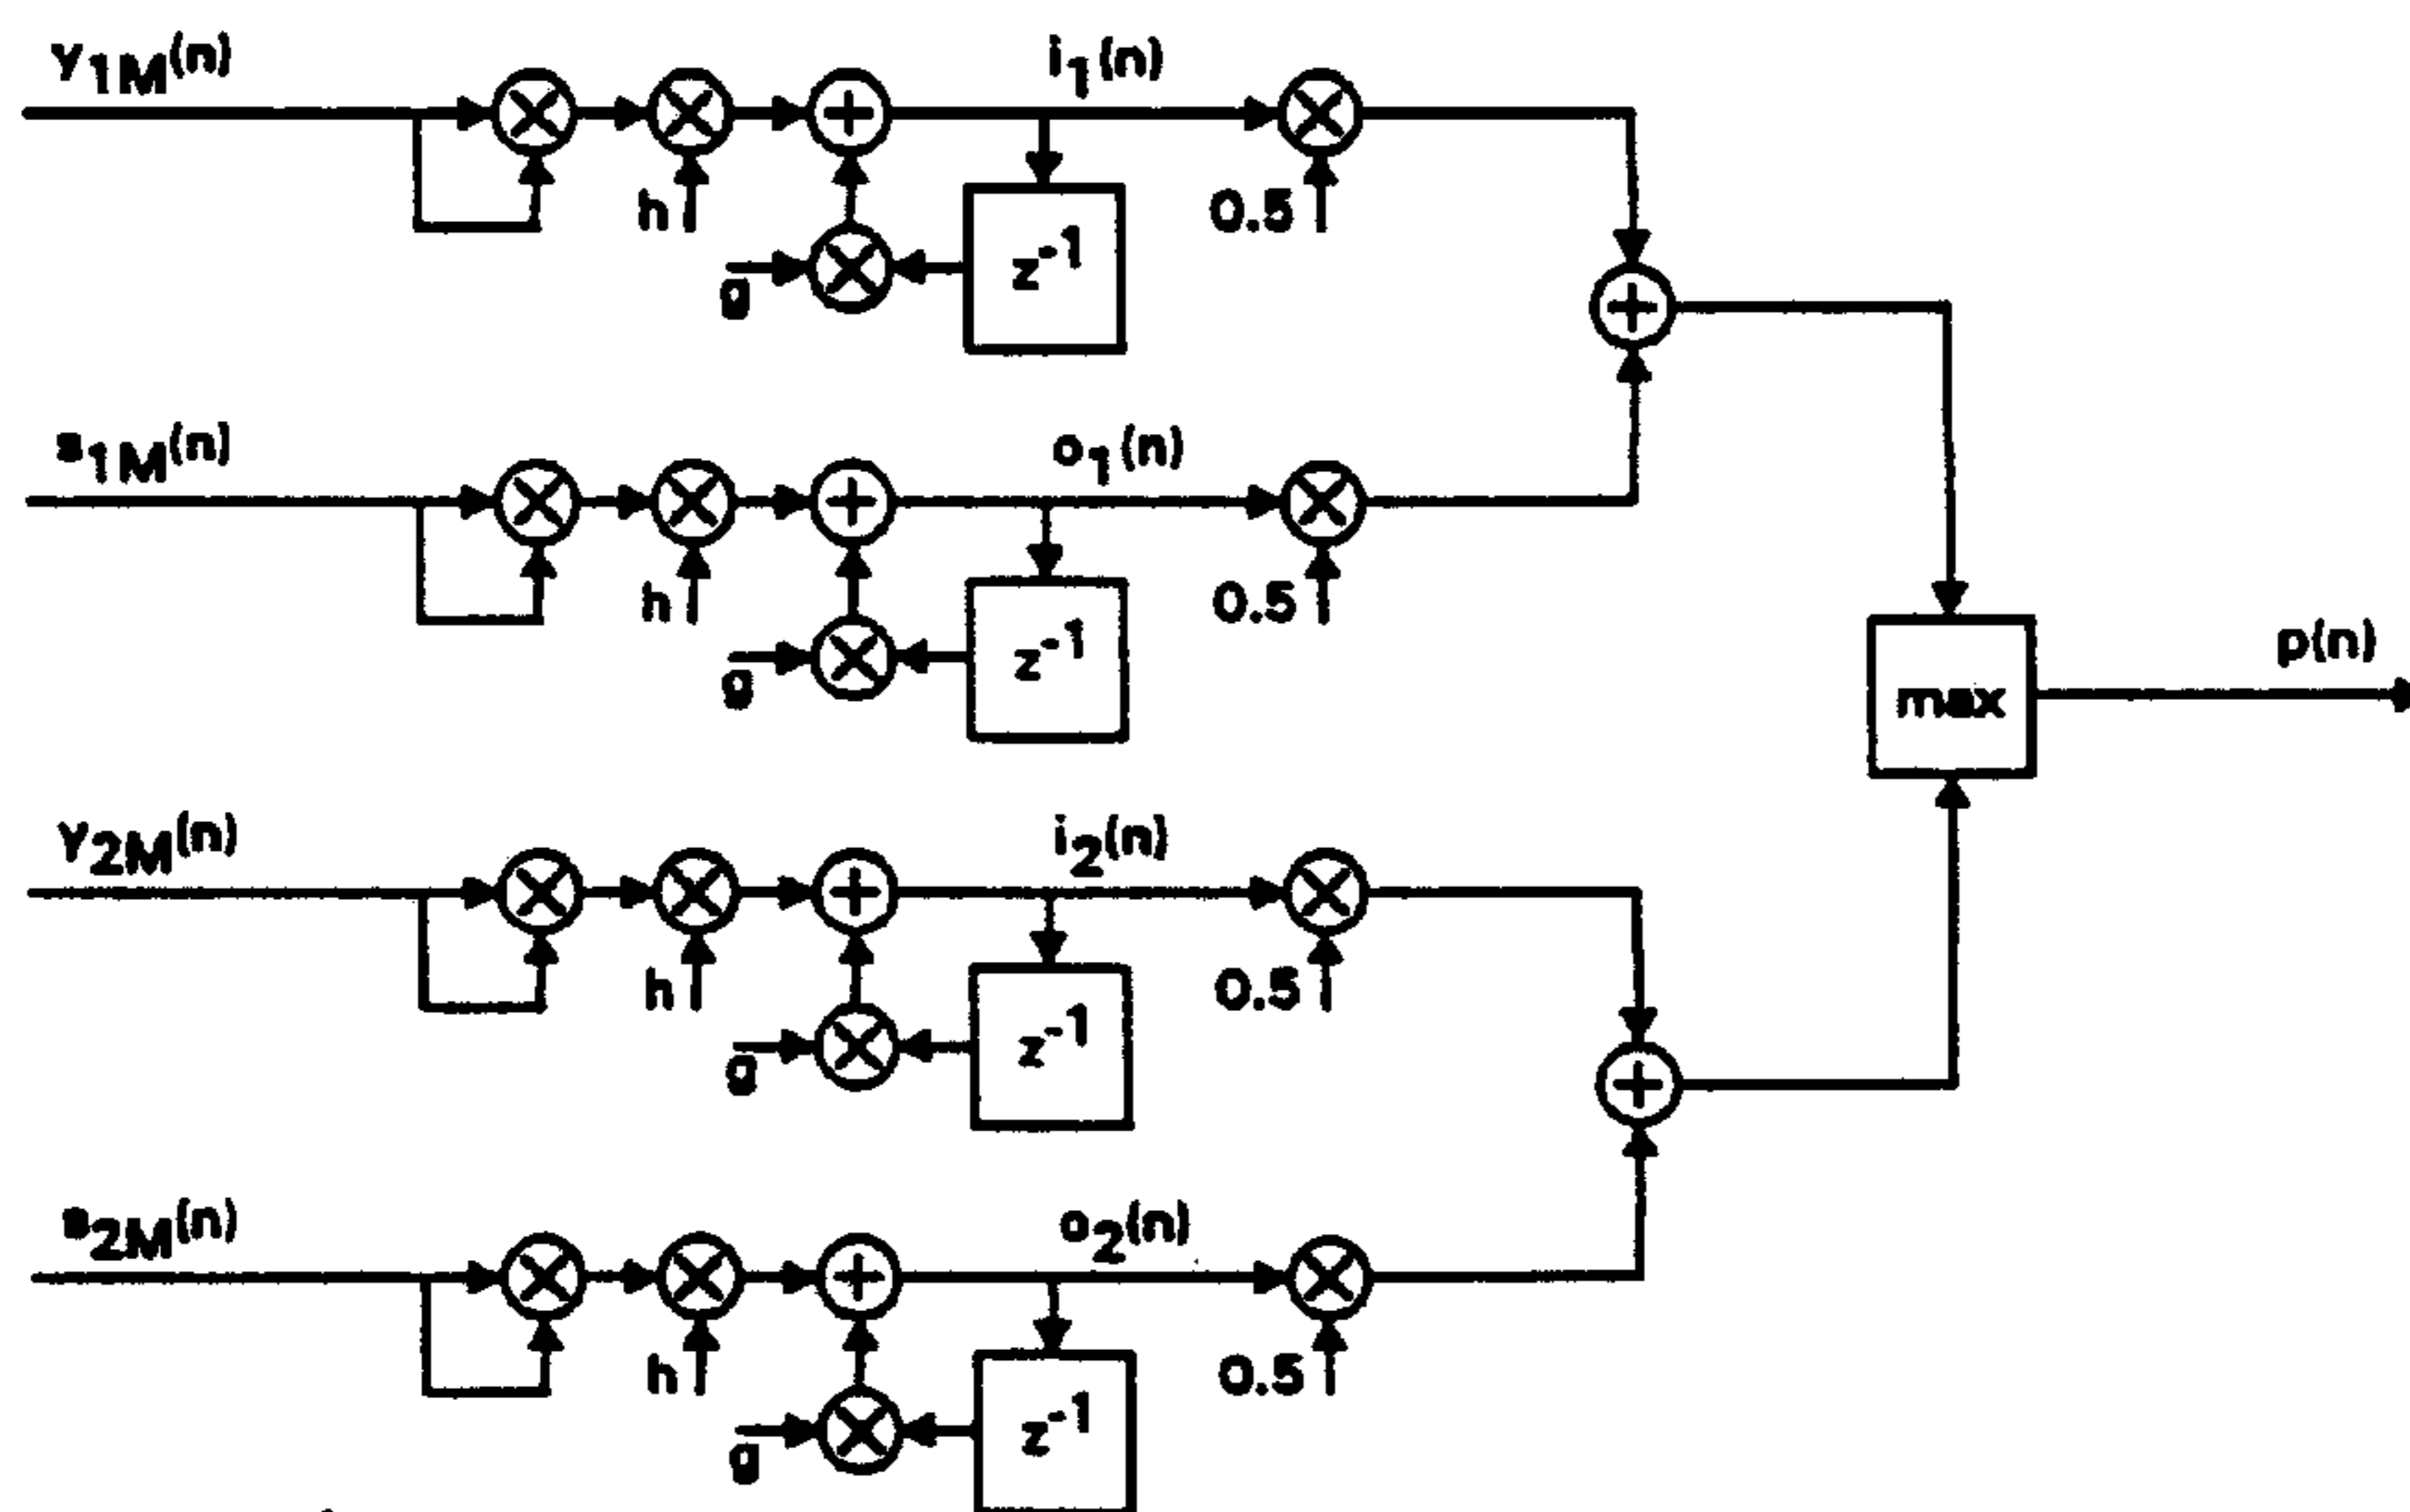 y1M(n)
i1(n)
h
0.5
g
z-1
s1M(n)
o1(n)
h
0.5
g
z-1
max
p(n)
y2M(n)
i2(n)
h
0.5
g
z-1
s2M(n)
o2(n)
h
0.5
g
z-1